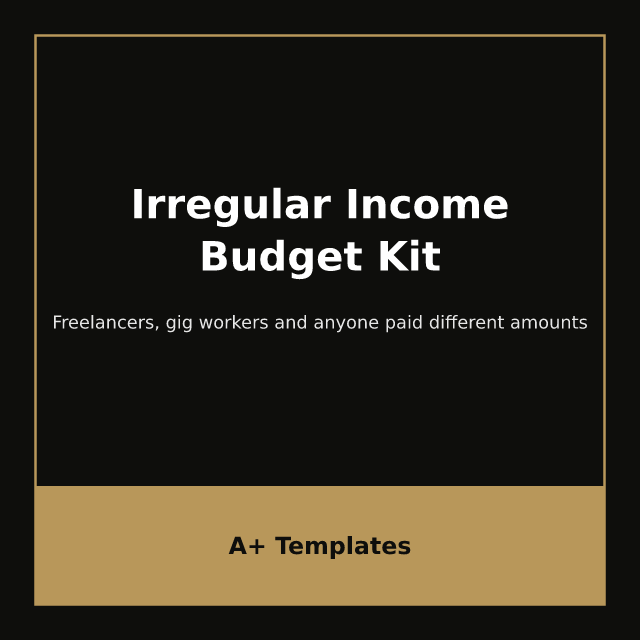 Irregular Income
Budget Kit
Freelancers, gig workers and anyone paid different amounts
A+ Templates